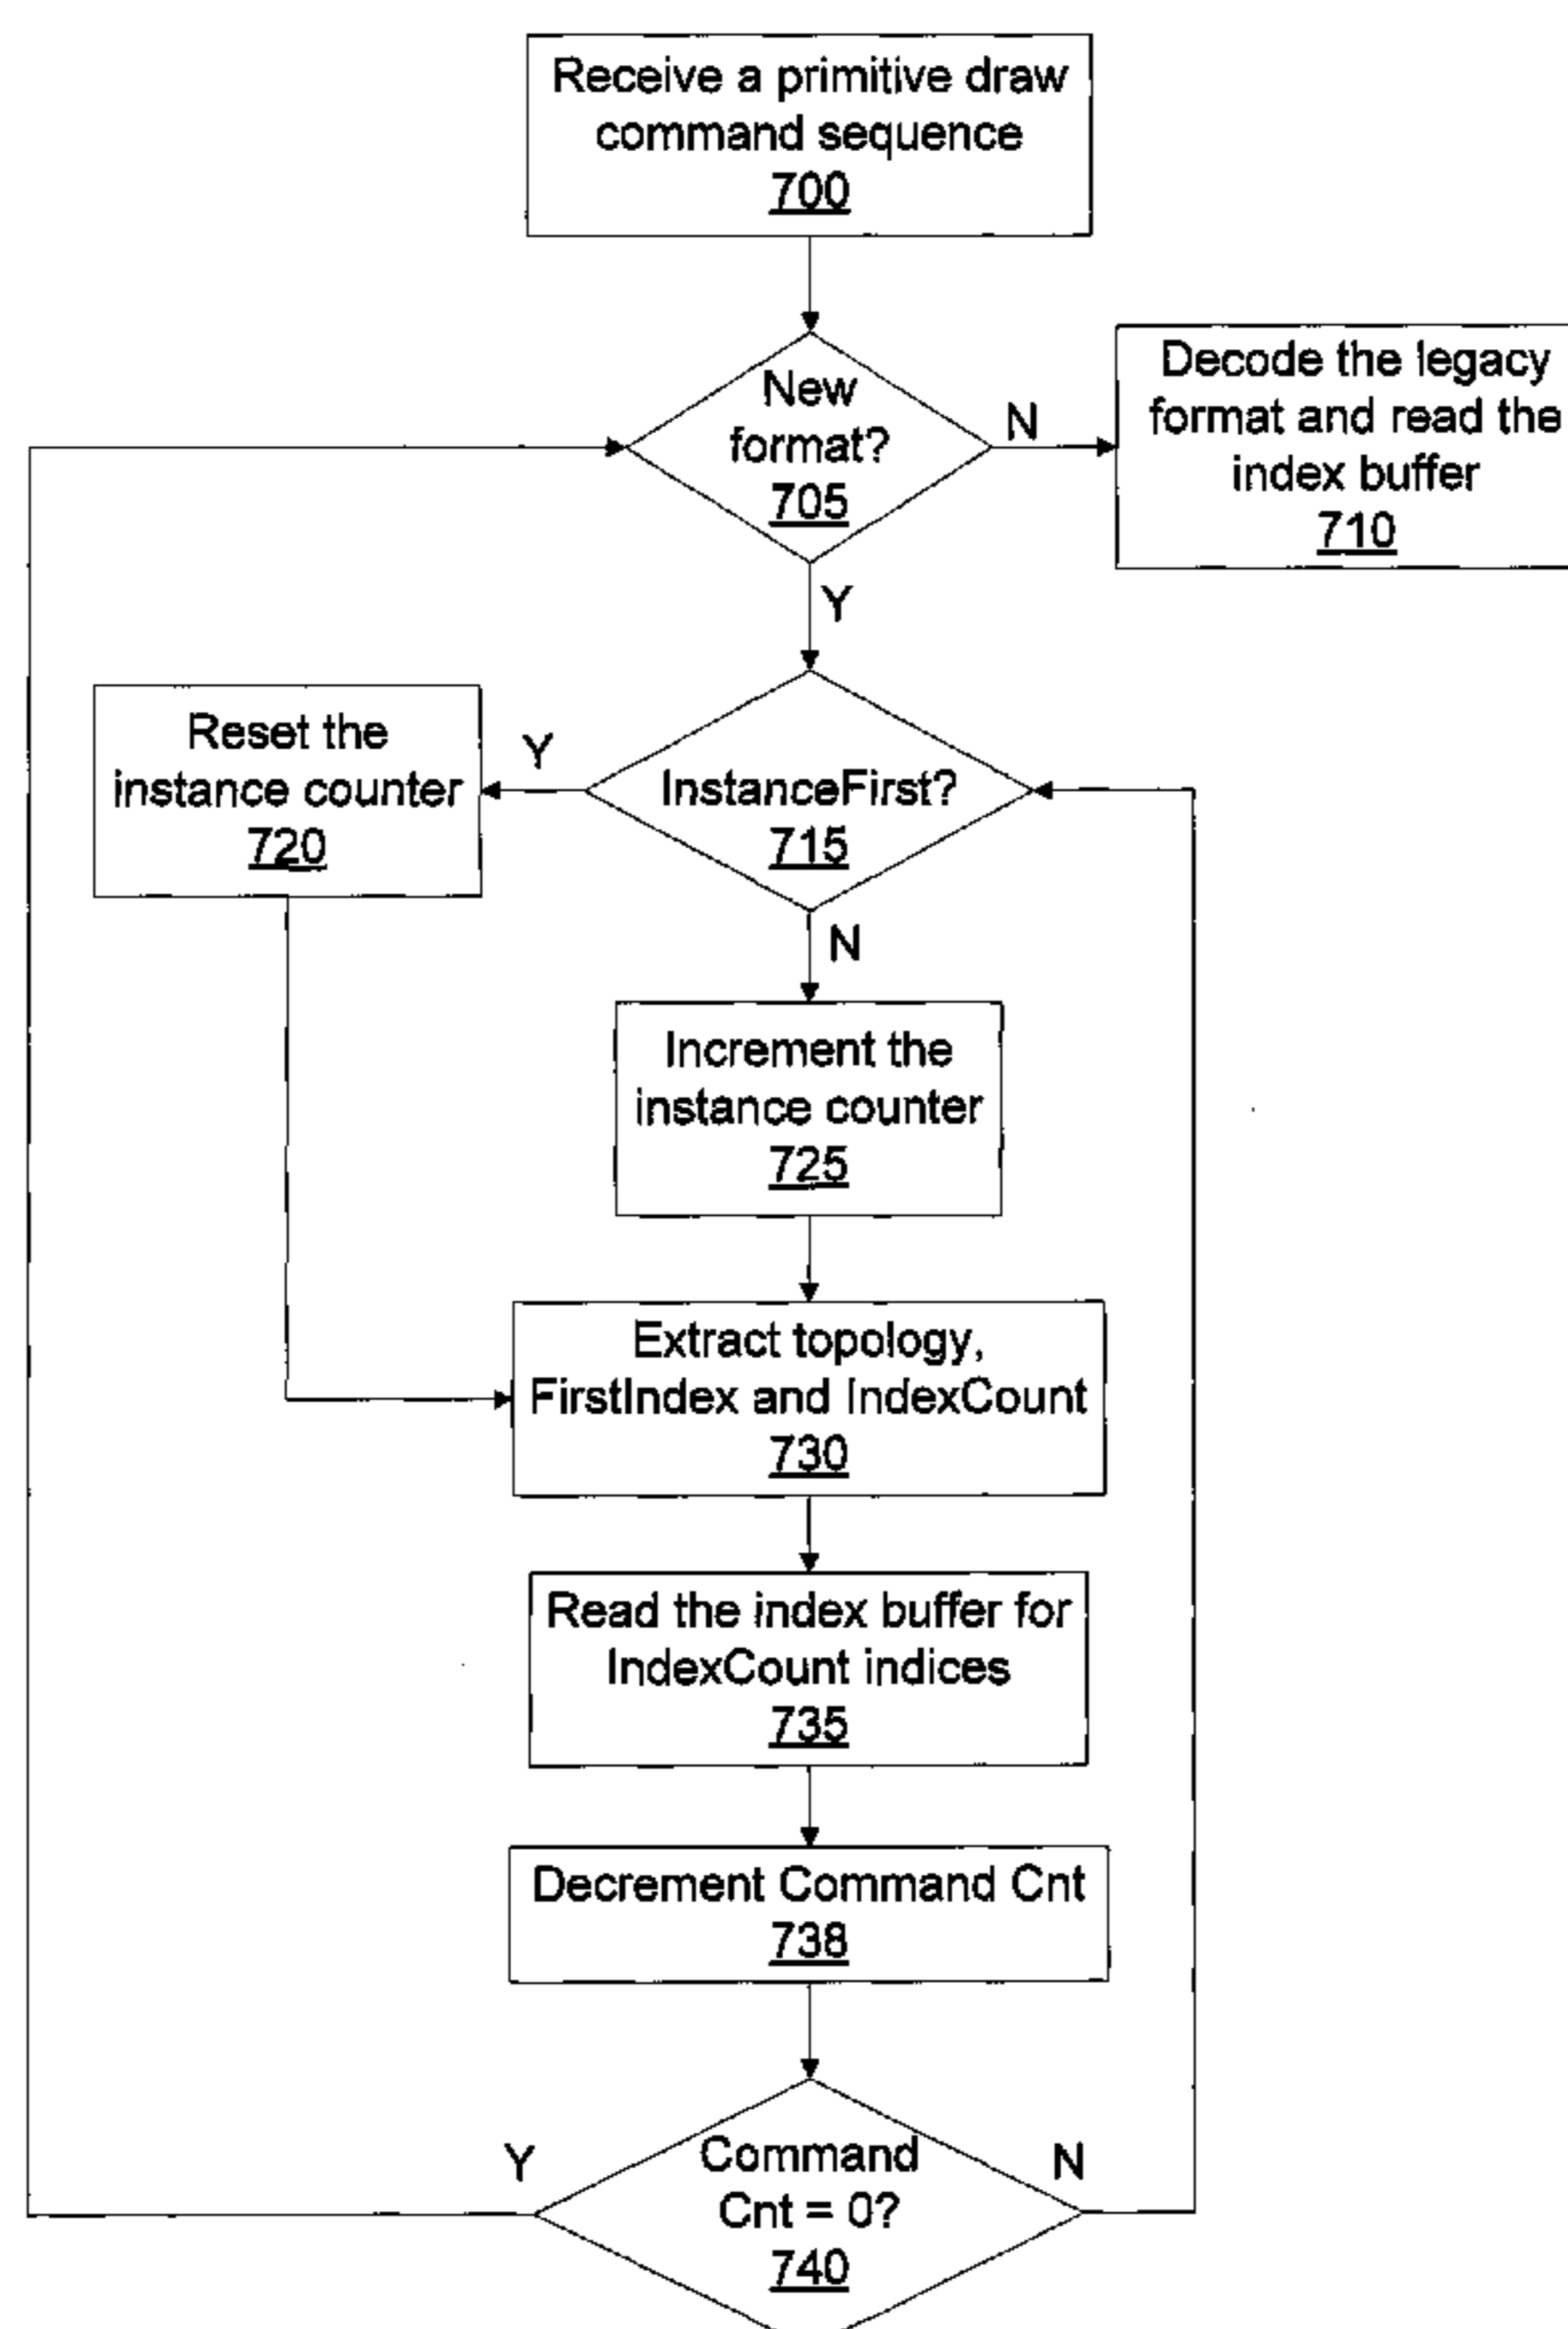 Receive a primitive draw
command sequence
700
New
format?
705
N
Decode the legacy
format and read the
index buffer
710
Y
Reset the
instance counter
720
Y
InstanceFirst?
715
N
Increment the
instance counter
725
Extract topology,
FirstIndex and IndexCount
730
Read the index buffer for
IndexCount indices
735
Decrement Command Cnt
738
Y
Command
Cnt = 0?
740
N